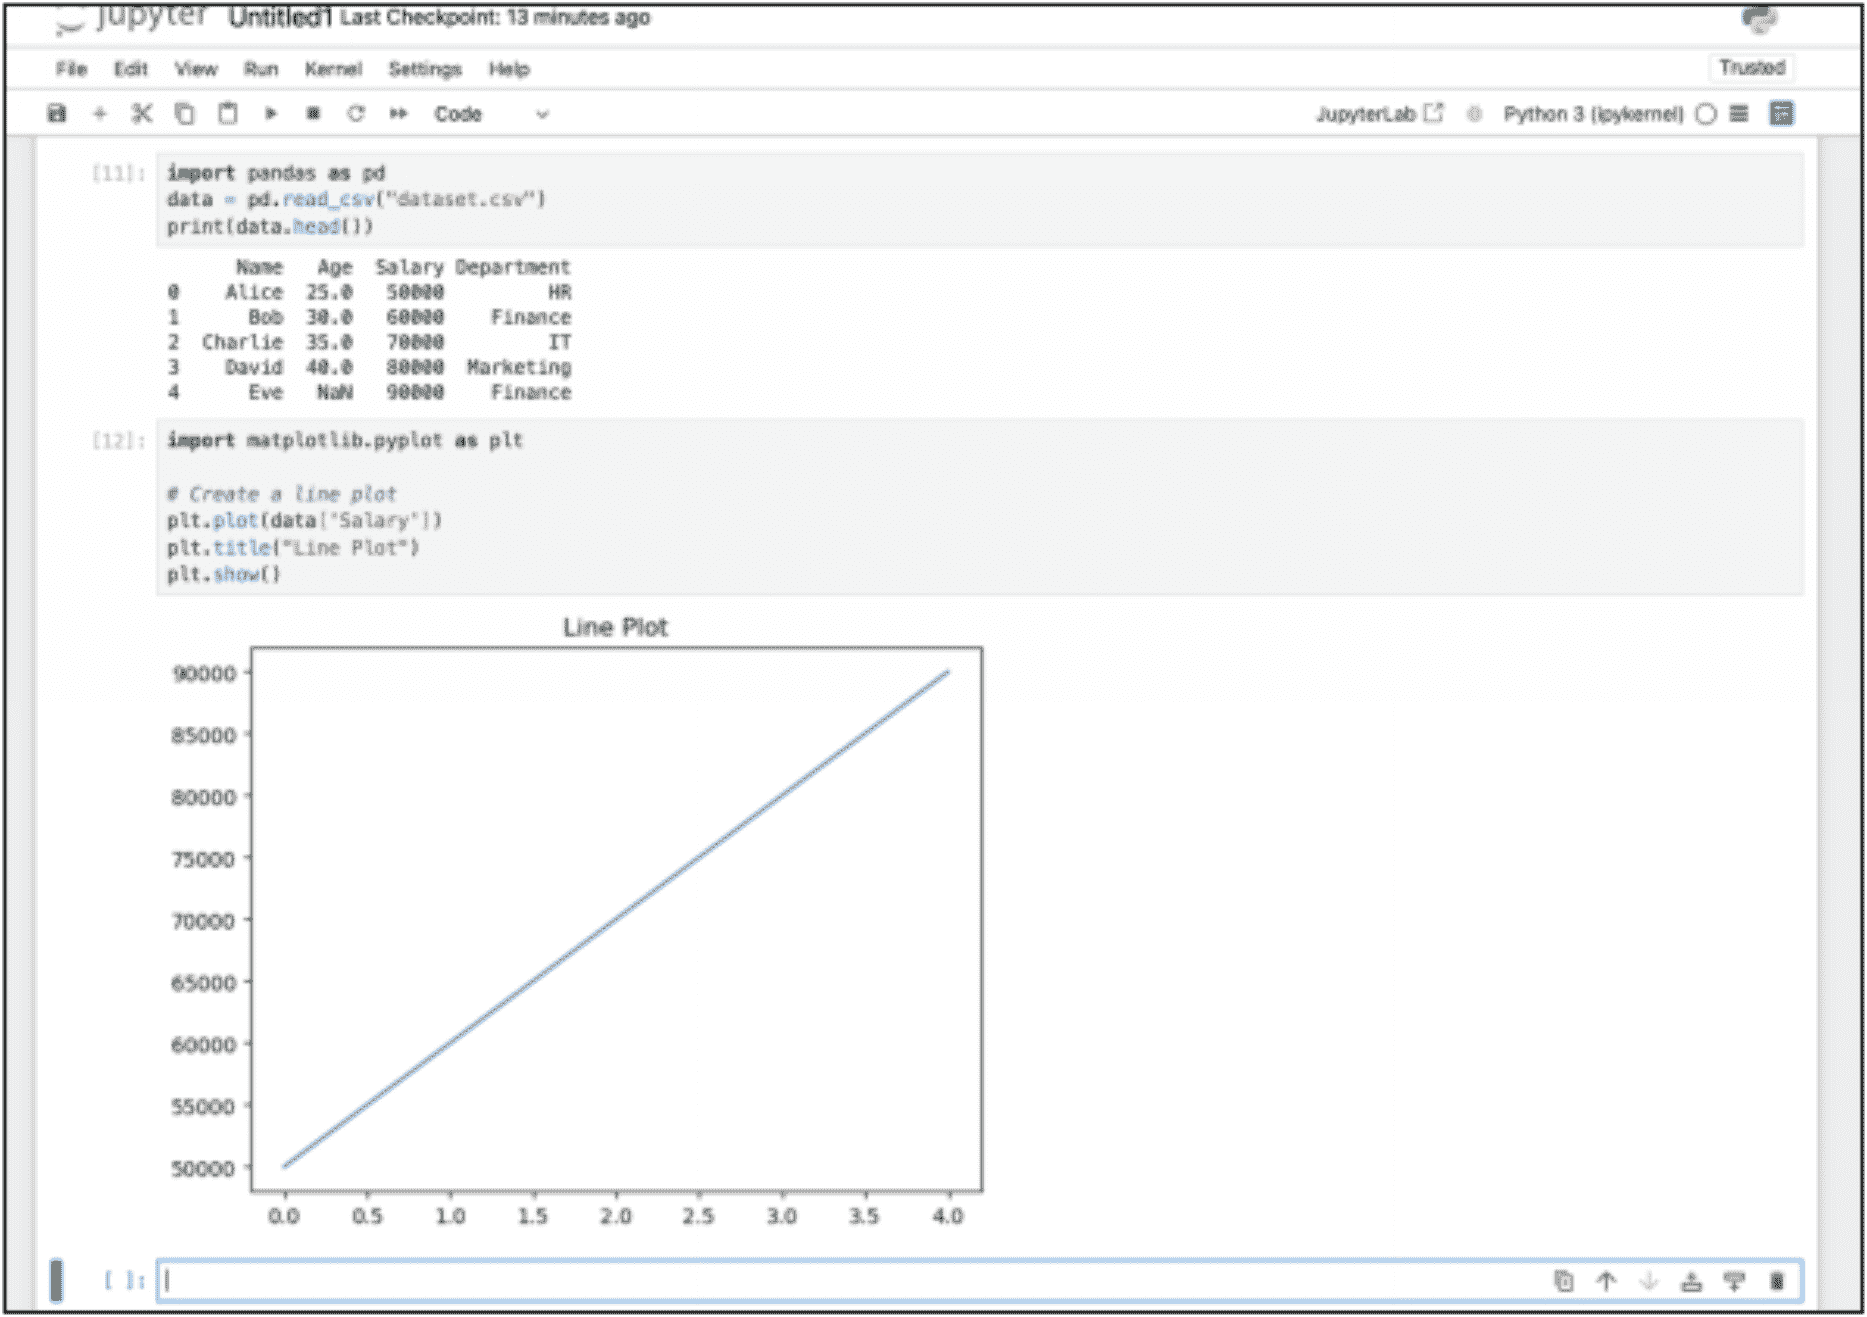 jupyter Untitled1 Last Checkpoint: 13 minutes ago
File Edit View Run Kernel Settings Help
Trusted
Code
JupyterLab Python 3 (ipykernel)
[11]: import pandas as pd
data = pd.read_csv("dataset.csv")
print(data.head())
Name Age Salary Department
0 Alice 25.0 50000 HR
1 Bob 30.0 60000 Finance
2 Charlie 35.0 70000 IT
3 David 40.0 80000 Marketing
4 Eve NaN 90000 Finance
[12]: import matplotlib.pyplot as plt
# Create a line plot
plt.plot(data['Salary'])
plt.title("Line Plot")
plt.show()
Line Plot
90000
85000
80000
75000
70000
65000
60000
55000
50000
0.0 0.5 1.0 1.5 2.0 2.5 3.0 3.5 4.0
[ ]: